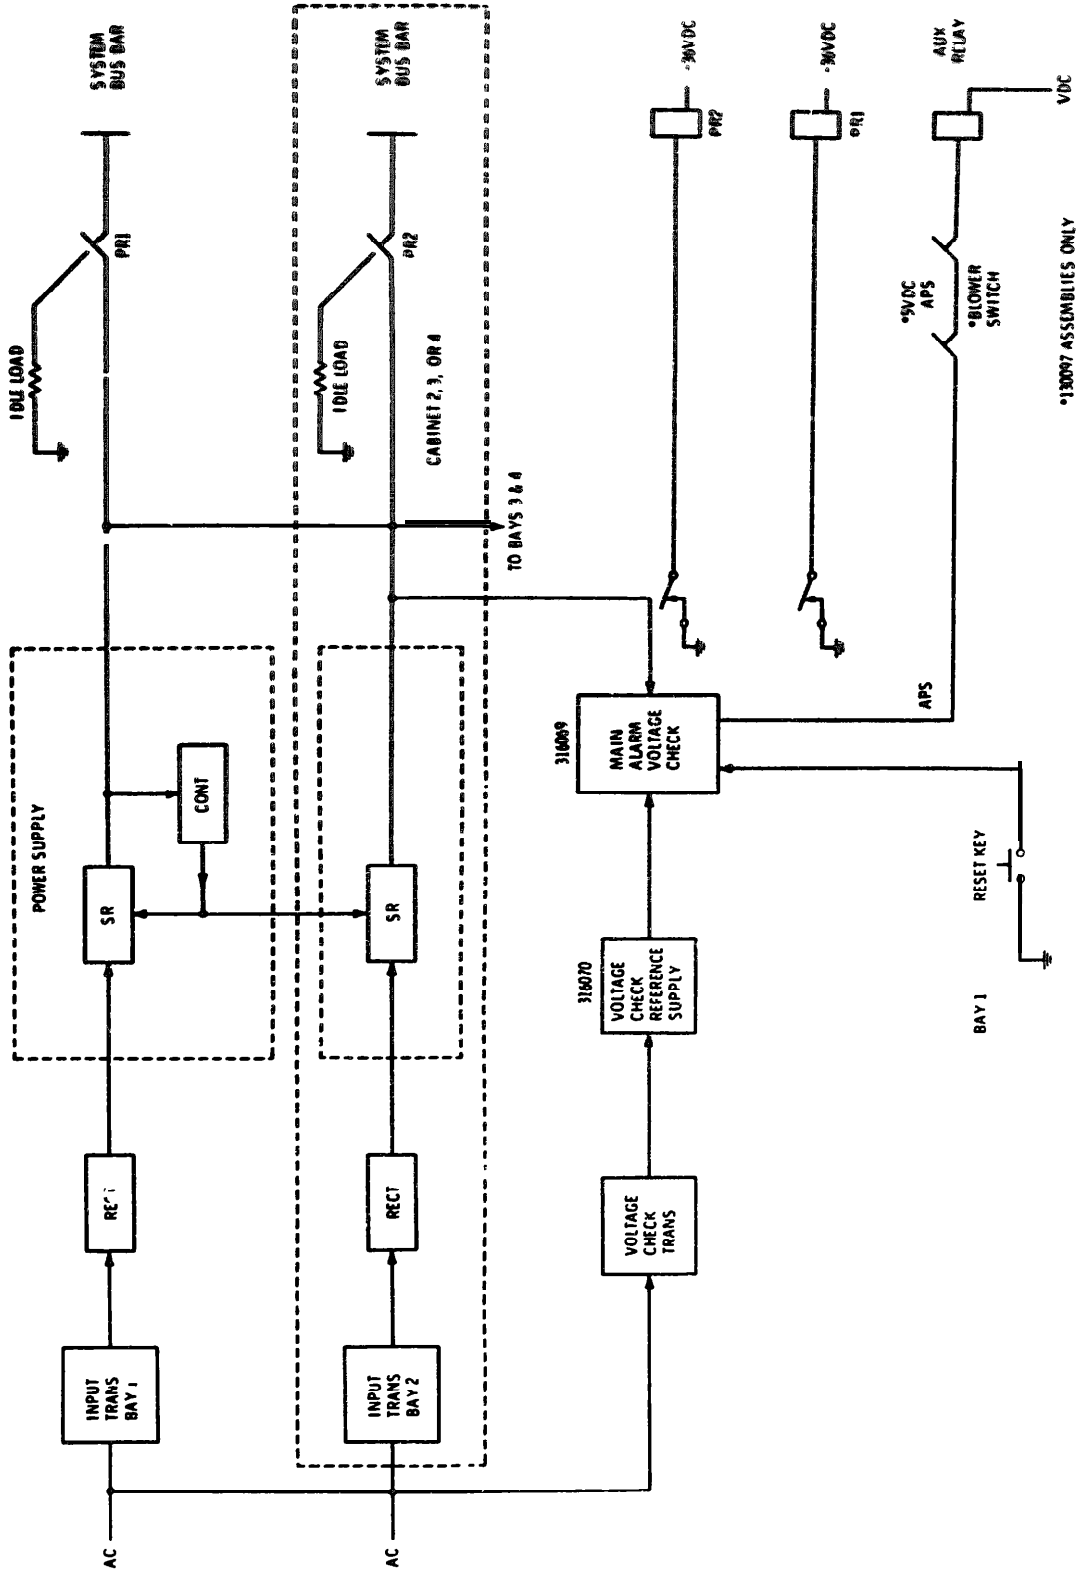 AC
INPUT
TRANS
BAY 1
POWER SUPPLY
SR
CONT
IDLE LOAD
PR1
SYSTEM
BUS BAR
AC
INPUT
TRANS
BAY 2
RECT
SR
IDLE LOAD
PR2
SYSTEM
BUS BAR
CABINET 2, 3, OR 4
TO BAYS 3 & 4
VOLTAGE
CHECK
TRANS
316070
VOLTAGE
CHECK
REFERENCE
SUPPLY
316069
MAIN
ALARM
VOLTAGE
CHECK
PR2
-36VDC
PR1
-36VDC
APS
*5VDC
APS
*BLOWER
SWITCH
AUX
RELAY
VDC
RESET KEY
BAY 1
*130097 ASSEMBLIES ONLY